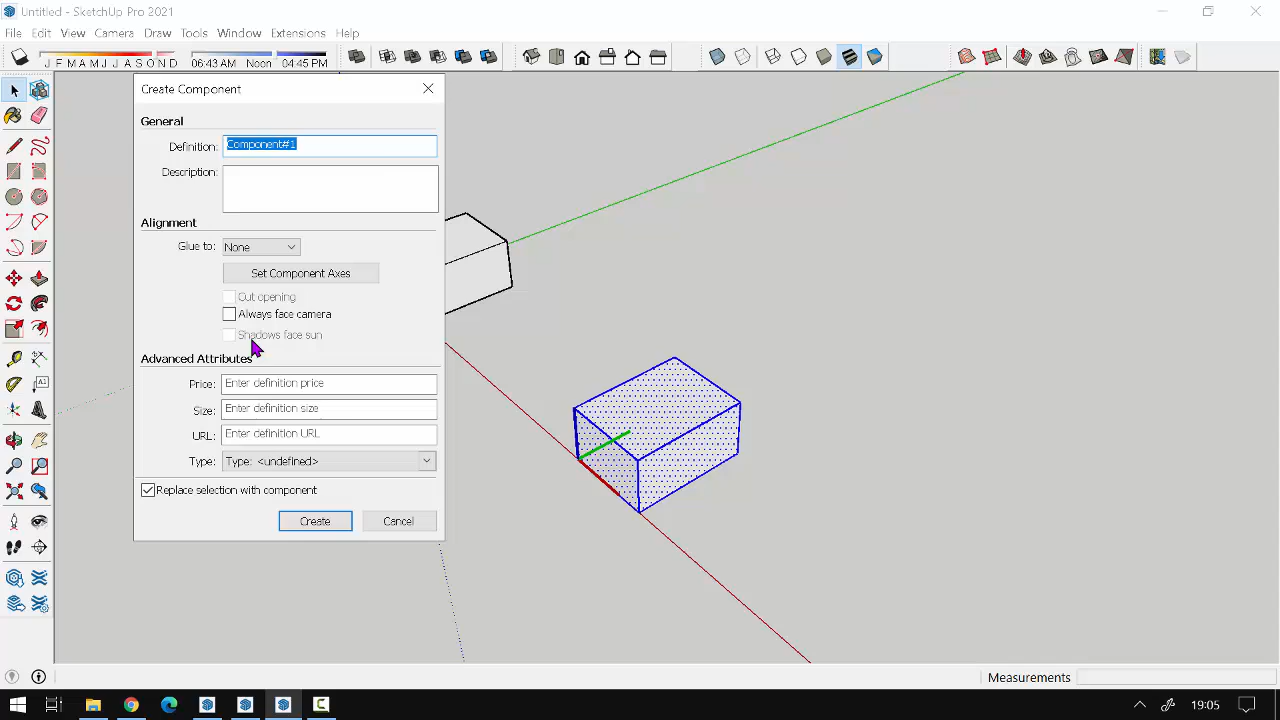 Untitled - SketchUp Pro 2021
File Edit View Camera Draw Tools Window Extensions Help
J F M A M J J A S O N D 06:43 AM Noon 04:45 PM
Create Component
General
Definition: Component#1
Description:
Alignment
Glue to: None
Set Component Axes
Cut opening
Always face camera
Shadows face sun
Advanced Attributes
Price: Enter definition price
Size: Enter definition size
URL: Enter definition URL
Type: Type: <undefined>
Replace selection with component
Create Cancel
Measurements
19:05